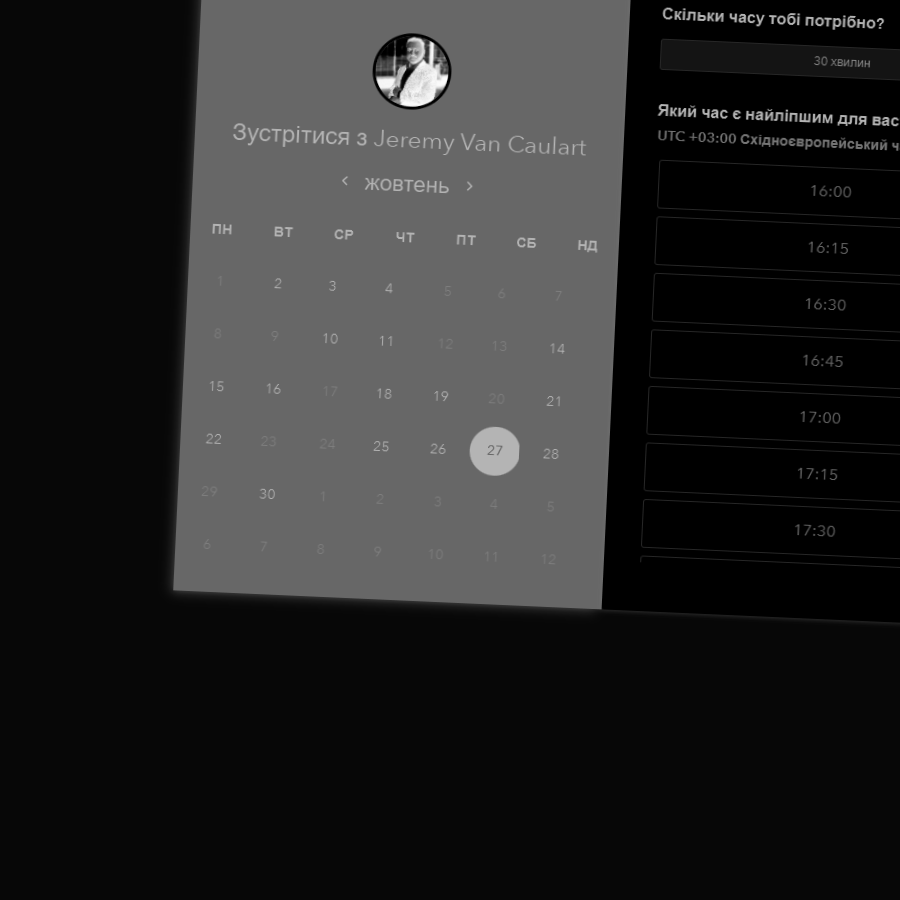 Зустрітися з Jeremy Van Caulart
жовтень
ПН ВТ СР ЧТ ПТ СБ НД
1 2 3 4 5 6 7
8 9 10 11 12 13 14
15 16 17 18 19 20 21
22 23 24 25 26 27 28
29 30 1 2 3 4 5
6 7 8 9 10 11 12
Скільки часу тобі потрібно?
30 хвилин
Який час є найліпшим для вас
UTC +03:00 Східноєвропейський
16:00
16:15
16:30
16:45
17:00
17:15
17:30